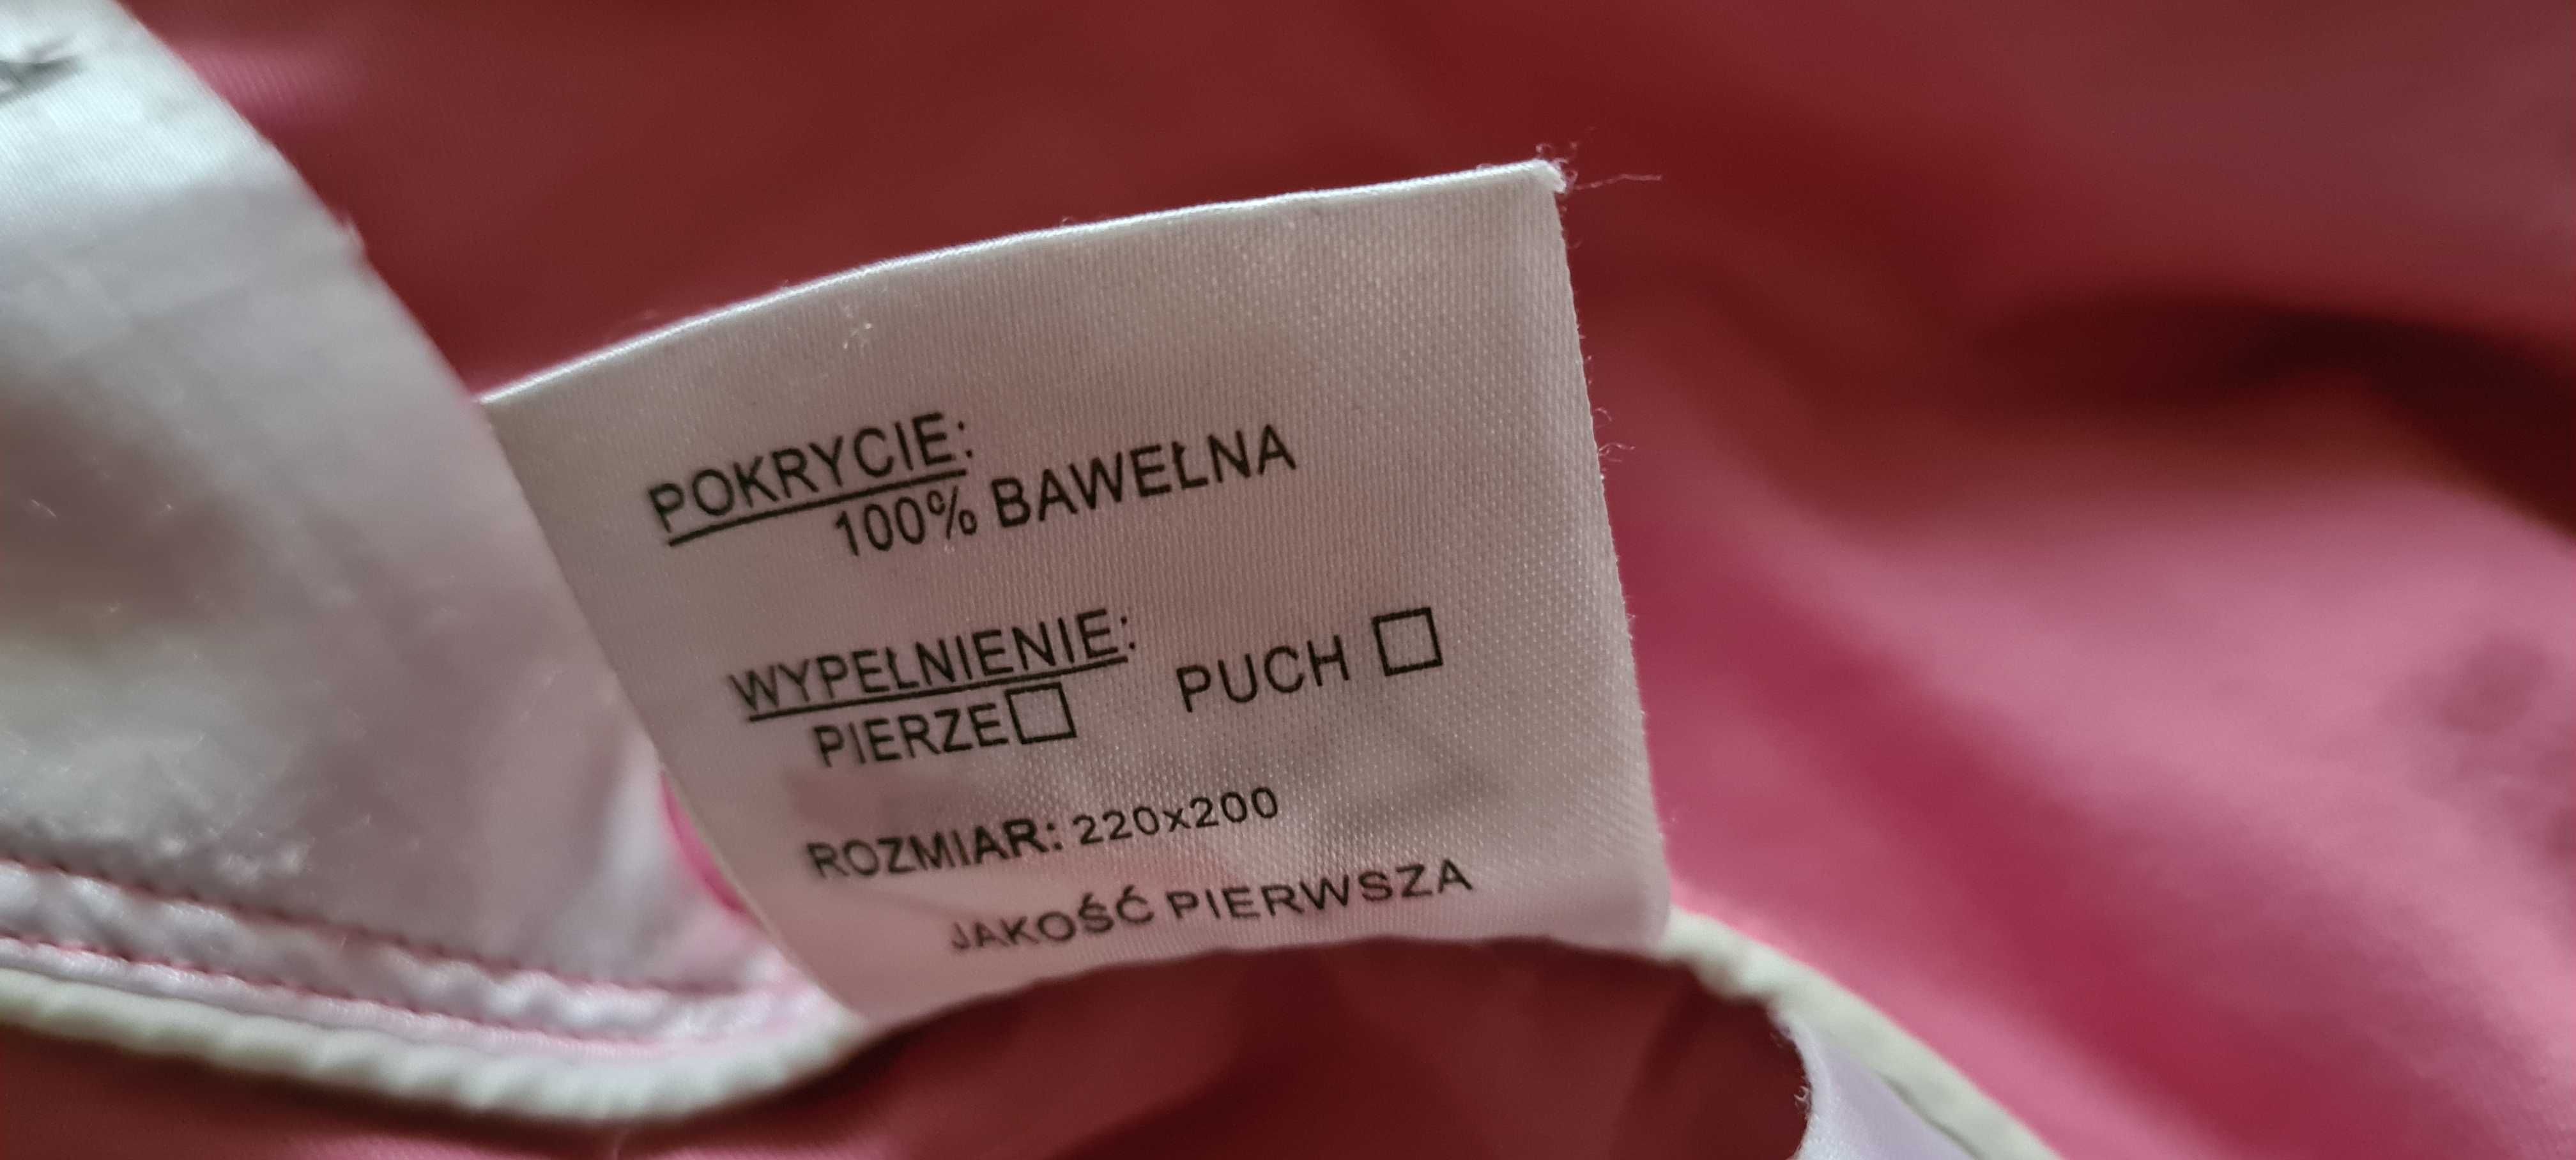 POKRYCIE:
100% BAWEŁNA
WYPEŁNIENIE:
PIERZE☐ PUCH ☐
ROZMIAR: 220x200
JAKOŚĆ PIERWSZA